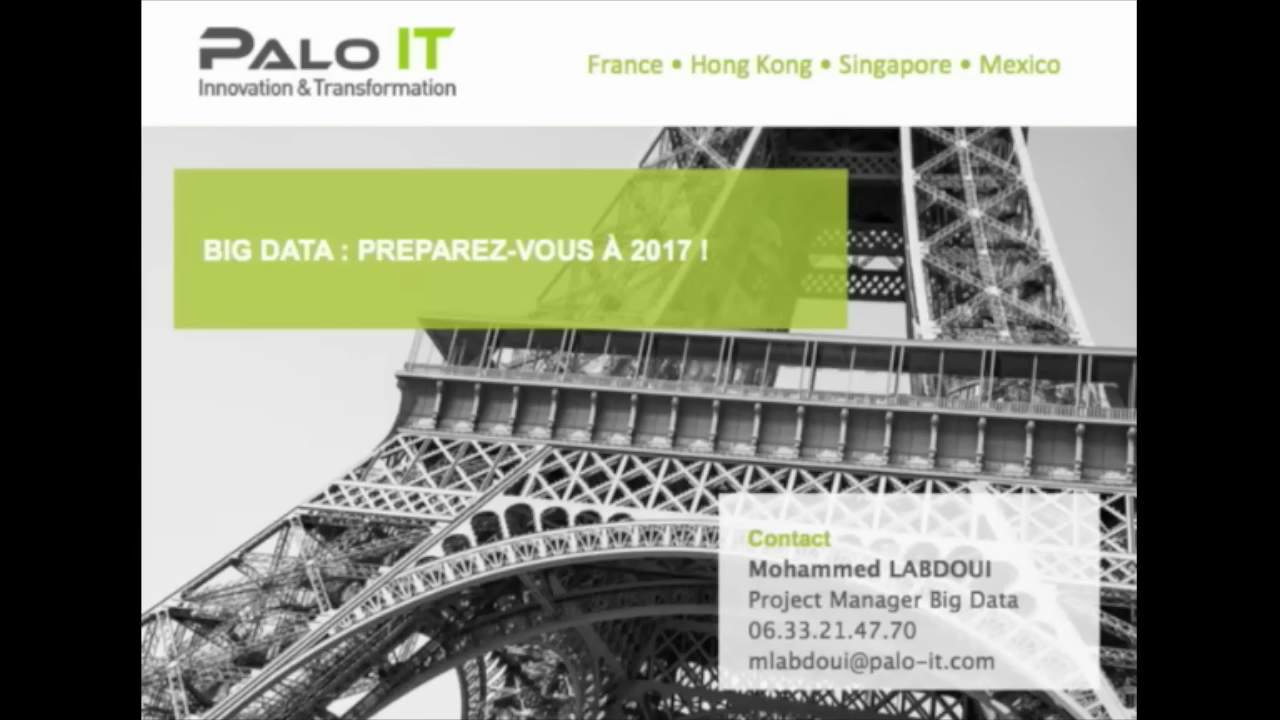 PALO IT
Innovation & Transformation
France • Hong Kong • Singapore • Mexico
BIG DATA : PREPAREZ-VOUS À 2017 !
Contact
Mohammed LABDOUI
Project Manager Big Data
06.33.21.47.70
mlabdoui@palo-it.com